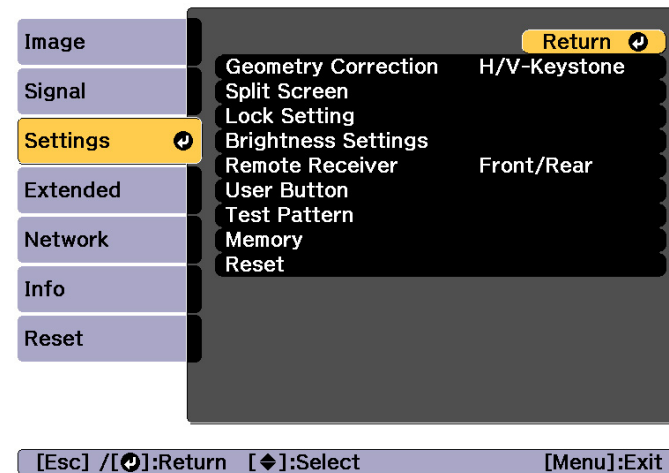 Image
Signal
Settings
Extended
Network
Info
Reset
Return
Geometry Correction H/V-Keystone
Split Screen
Lock Setting
Brightness Settings
Remote Receiver Front/Rear
User Button
Test Pattern
Memory
Reset
[Esc] /[⏎]:Return [◆]:Select [Menu]:Exit